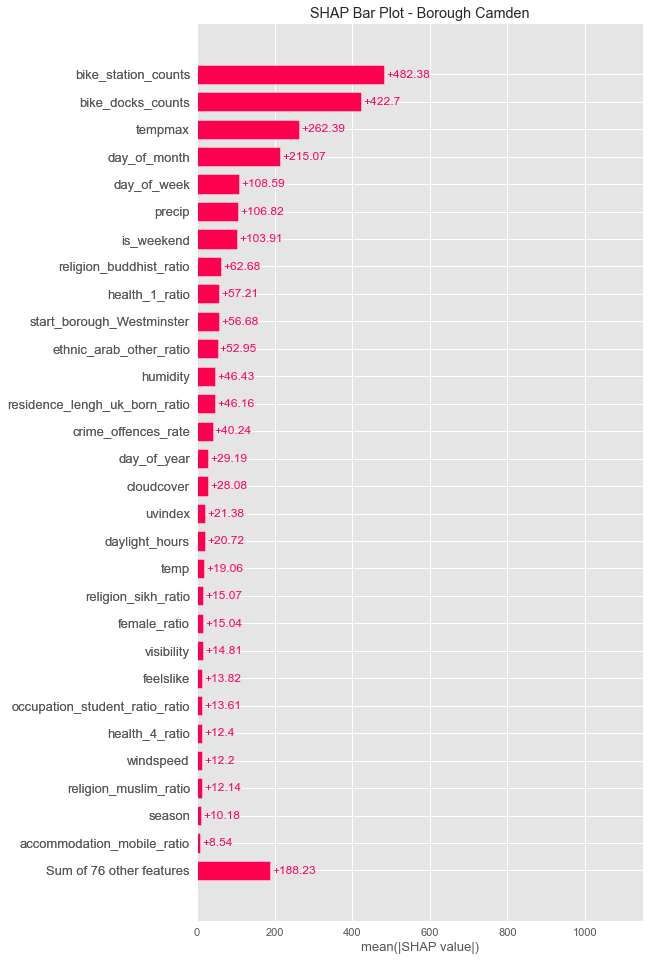 SHAP Bar Plot - Borough Camden
bike_station_counts +482.38
bike_docks_counts +422.7
tempmax +262.39
day_of_month +215.07
day_of_week +108.59
precip +106.82
is_weekend +103.91
religion_buddhist_ratio +62.68
health_1_ratio +57.21
start_borough_Westminster +56.68
ethnic_arab_other_ratio +52.95
humidity +46.43
residence_lengh_uk_born_ratio +46.16
crime_offences_rate +40.24
day_of_year +29.19
cloudcover +28.08
uvindex +21.38
daylight_hours +20.72
temp +19.06
religion_sikh_ratio +15.07
female_ratio +15.04
visibility +14.81
feelslike +13.82
occupation_student_ratio_ratio +13.61
health_4_ratio +12.4
windspeed +12.2
religion_muslim_ratio +12.14
season +10.18
accommodation_mobile_ratio +8.54
Sum of 76 other features +188.23
0 200 400 600 800 1000
mean(|SHAP value|)